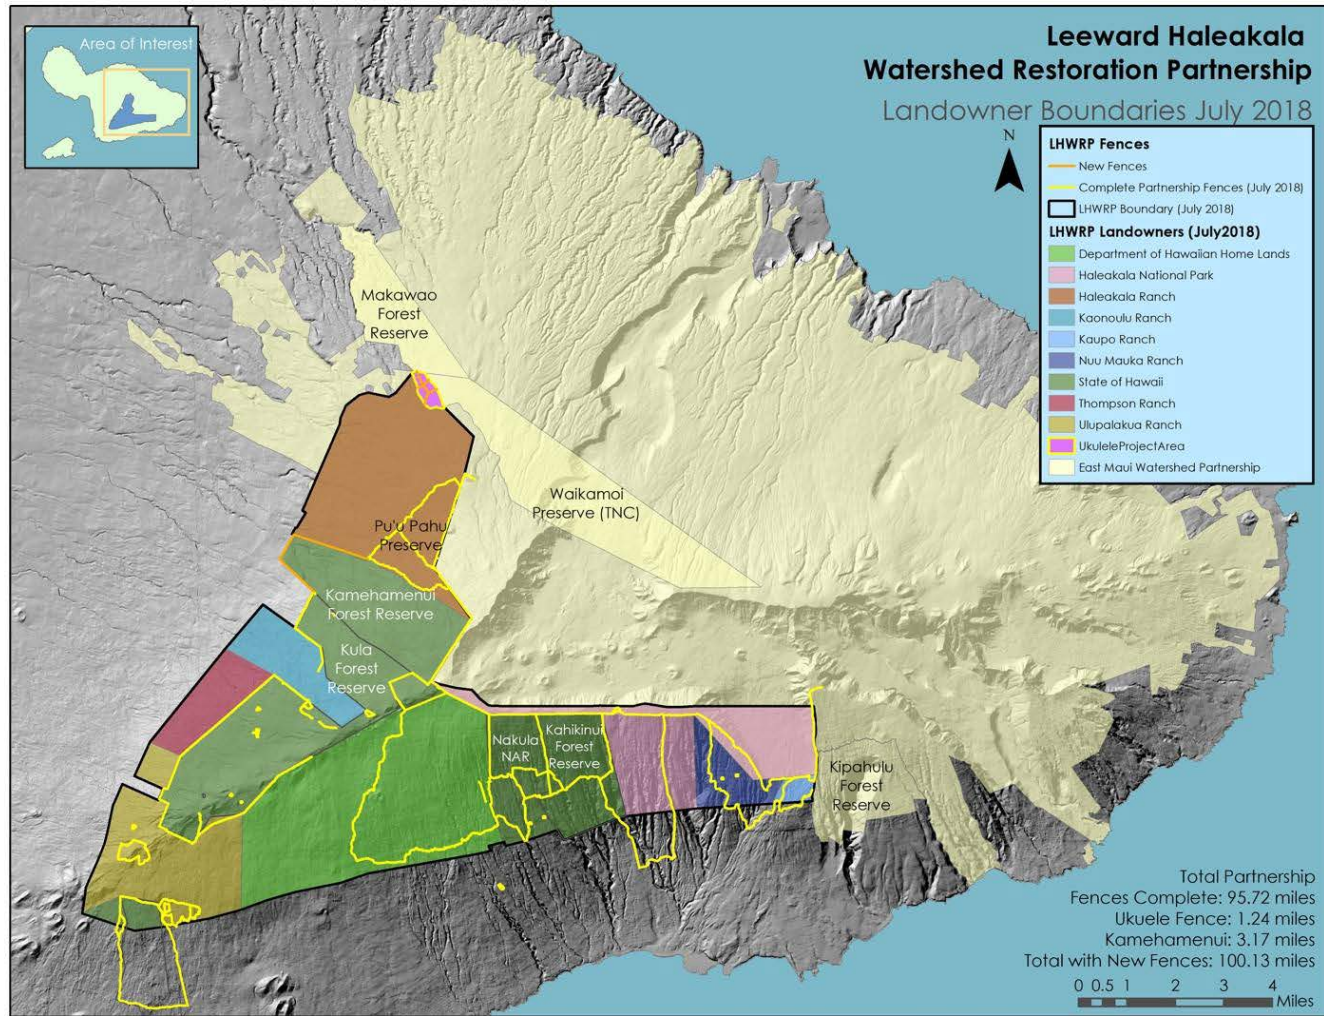 Area of Interest
Leeward Haleakala
Watershed Restoration Partnership
Landowner Boundaries July 2018
N
LHWRP Fences
New Fences
Complete Partnership Fences (July 2018)
LHWRP Boundary (July 2018)
LHWRP Landowners (July2018)
Department of Hawaiian Home Lands
Haleakala National Park
Haleakala Ranch
Kaonoulu Ranch
Kaupo Ranch
Nuu Mauka Ranch
State of Hawaii
Thompson Ranch
Ulupalakua Ranch
UkuleleProjectArea
East Maui Watershed Partnership
Makawao
Forest
Reserve
Waikamoi
Preserve (TNC)
Pu'u Pahu
Preserve
Kamehamenui
Forest Reserve
Kula
Forest
Reserve
Nakula
NAR
Kahikinui
Forest
Reserve
Kipahulu
Forest
Reserve
Total Partnership
Fences Complete: 95.72 miles
Ukuele Fence: 1.24 miles
Kamehamenui: 3.17 miles
Total with New Fences: 100.13 miles
0 0.5 1 2 3 4
Miles